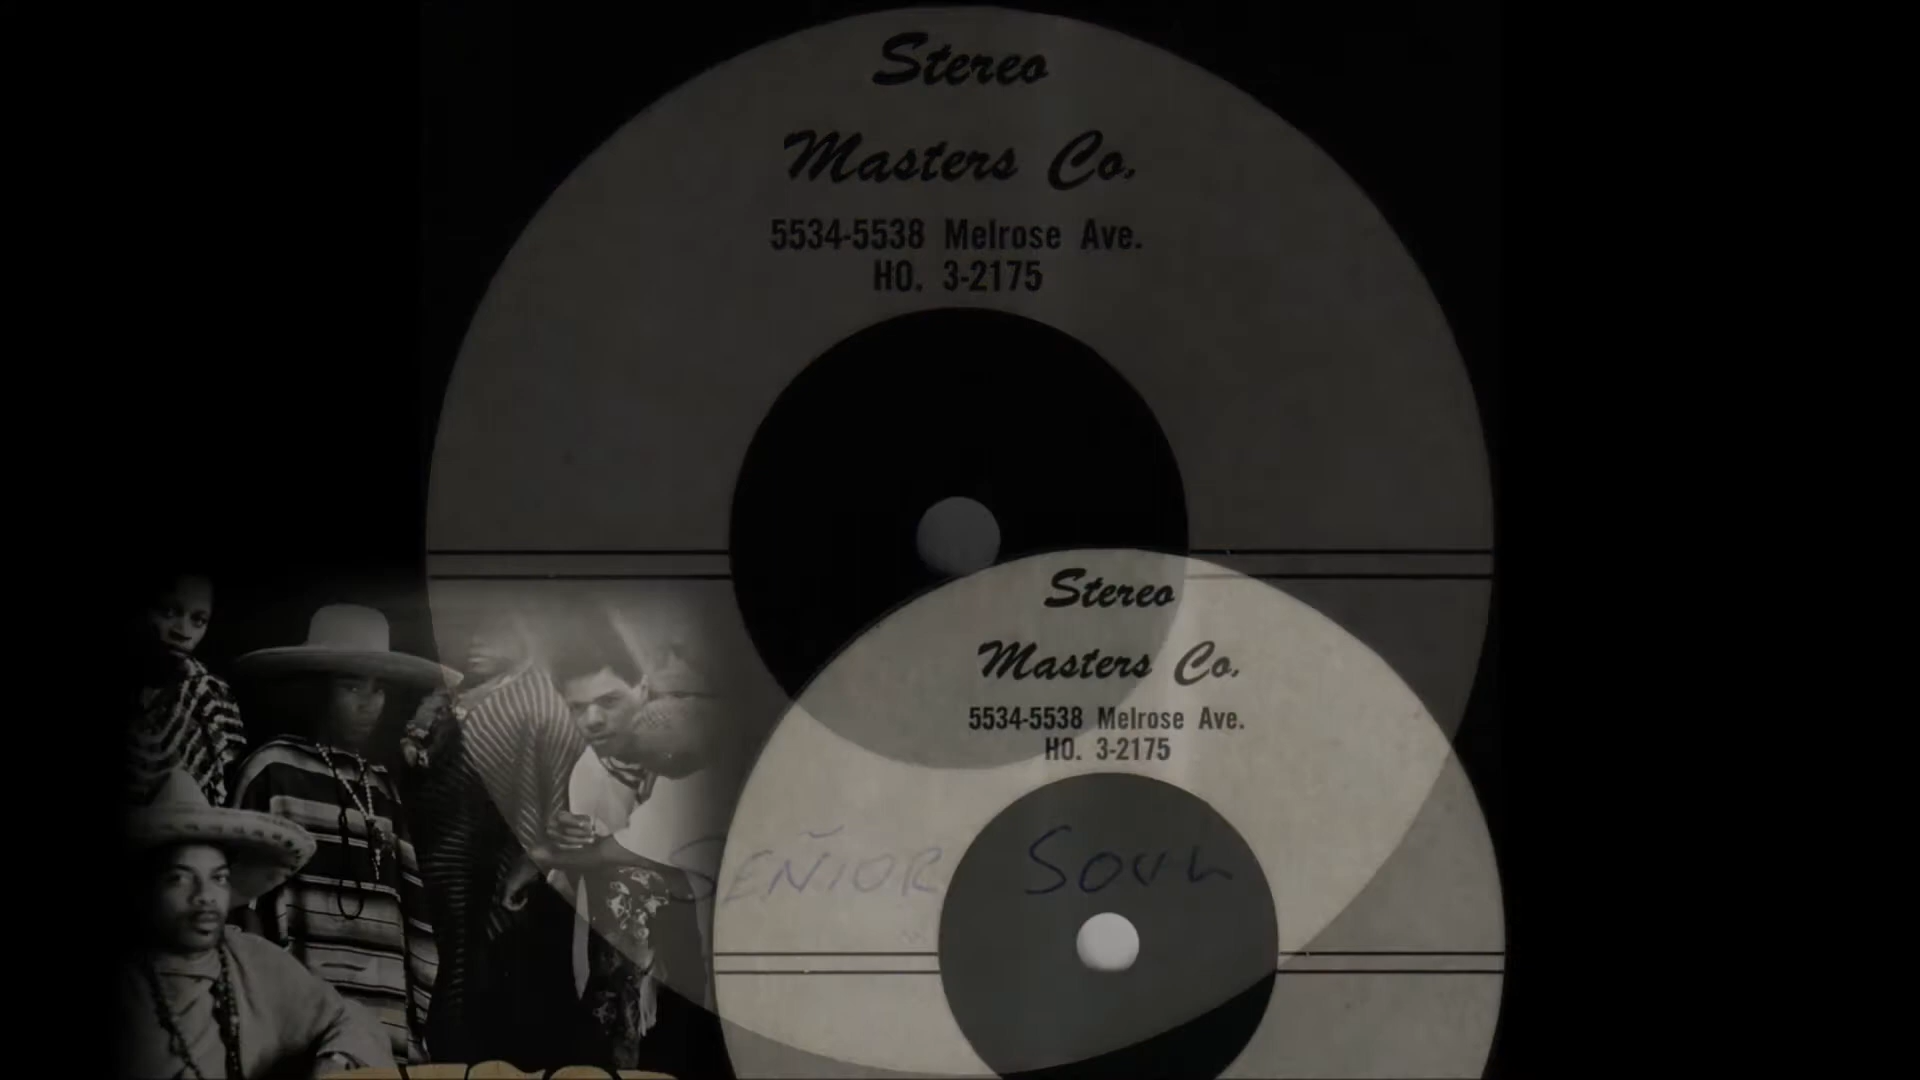 Stereo
Masters Co.
5534-5538 Melrose Ave.
HO. 3-2175
Stereo
Masters Co.
5534-5538 Melrose Ave.
HO. 3-2175
SEÑIOR SOUL